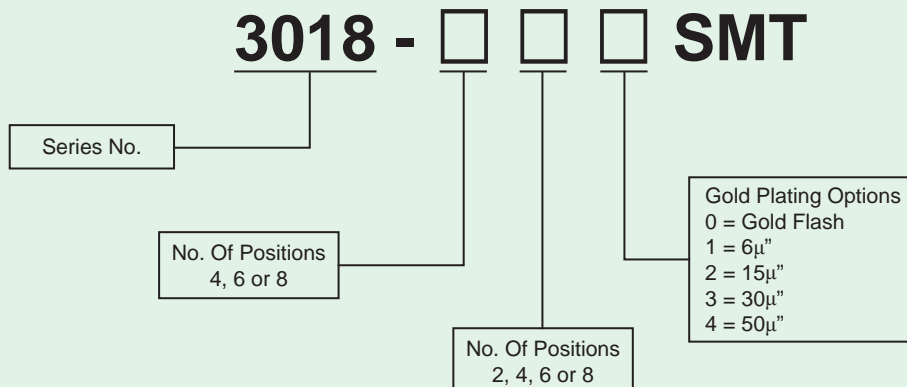 3018 - □ □ □ SMT
Series No.
No. Of Positions
4, 6 or 8
No. Of Positions
2, 4, 6 or 8
Gold Plating Options
0 = Gold Flash
1 = 6μ”
2 = 15μ”
3 = 30μ”
4 = 50μ”